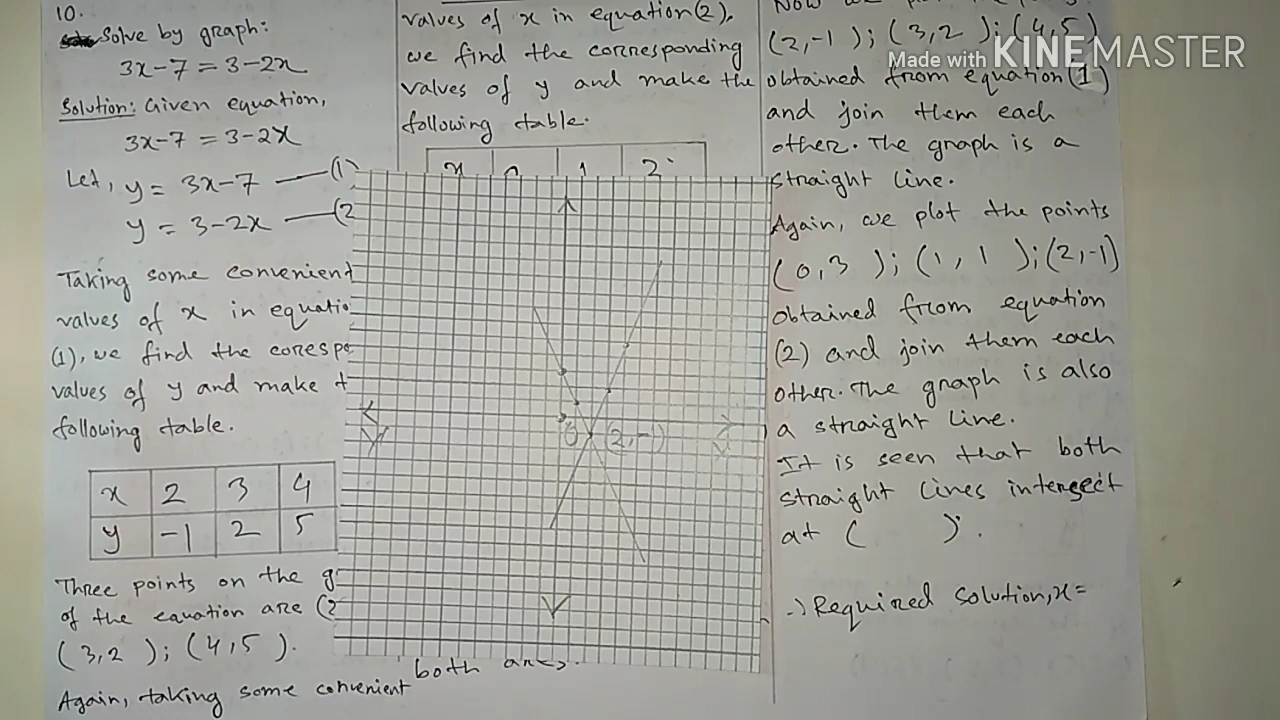 10.
Solve by graph:
3x-7 = 3-2x
Solution: Given equation,
3x-7 = 3-2x
Let, y = 3x-7 —(1)
y = 3-2x —(2
Taking some convenient
values of x in equatio
(1), we find the corespo
values of y and make t
following table.
x 2 3 4
y -1 2 5
Three points on the g
of the equation are (2
(3,2 ); (4,5 ).
Again, taking some convenient
values of x in equation(2),
we find the corresponding
values of y and make the
following table.
x 0 1 2
0 (2,-1)
both axes.
(2,-1 ); (3,2 ); (4,5)
Made with KINEMASTER
obtained from equation (1)
and join them each
other. The graph is a
straight line.
Again, we plot the points
(0,3 ); (1,1 ); (2,-1)
obtained from equation
(2) and join them each
other. The graph is also
a straight line.
It is seen that both
straight lines intersect
at ( ).
∴ Required solution, x=